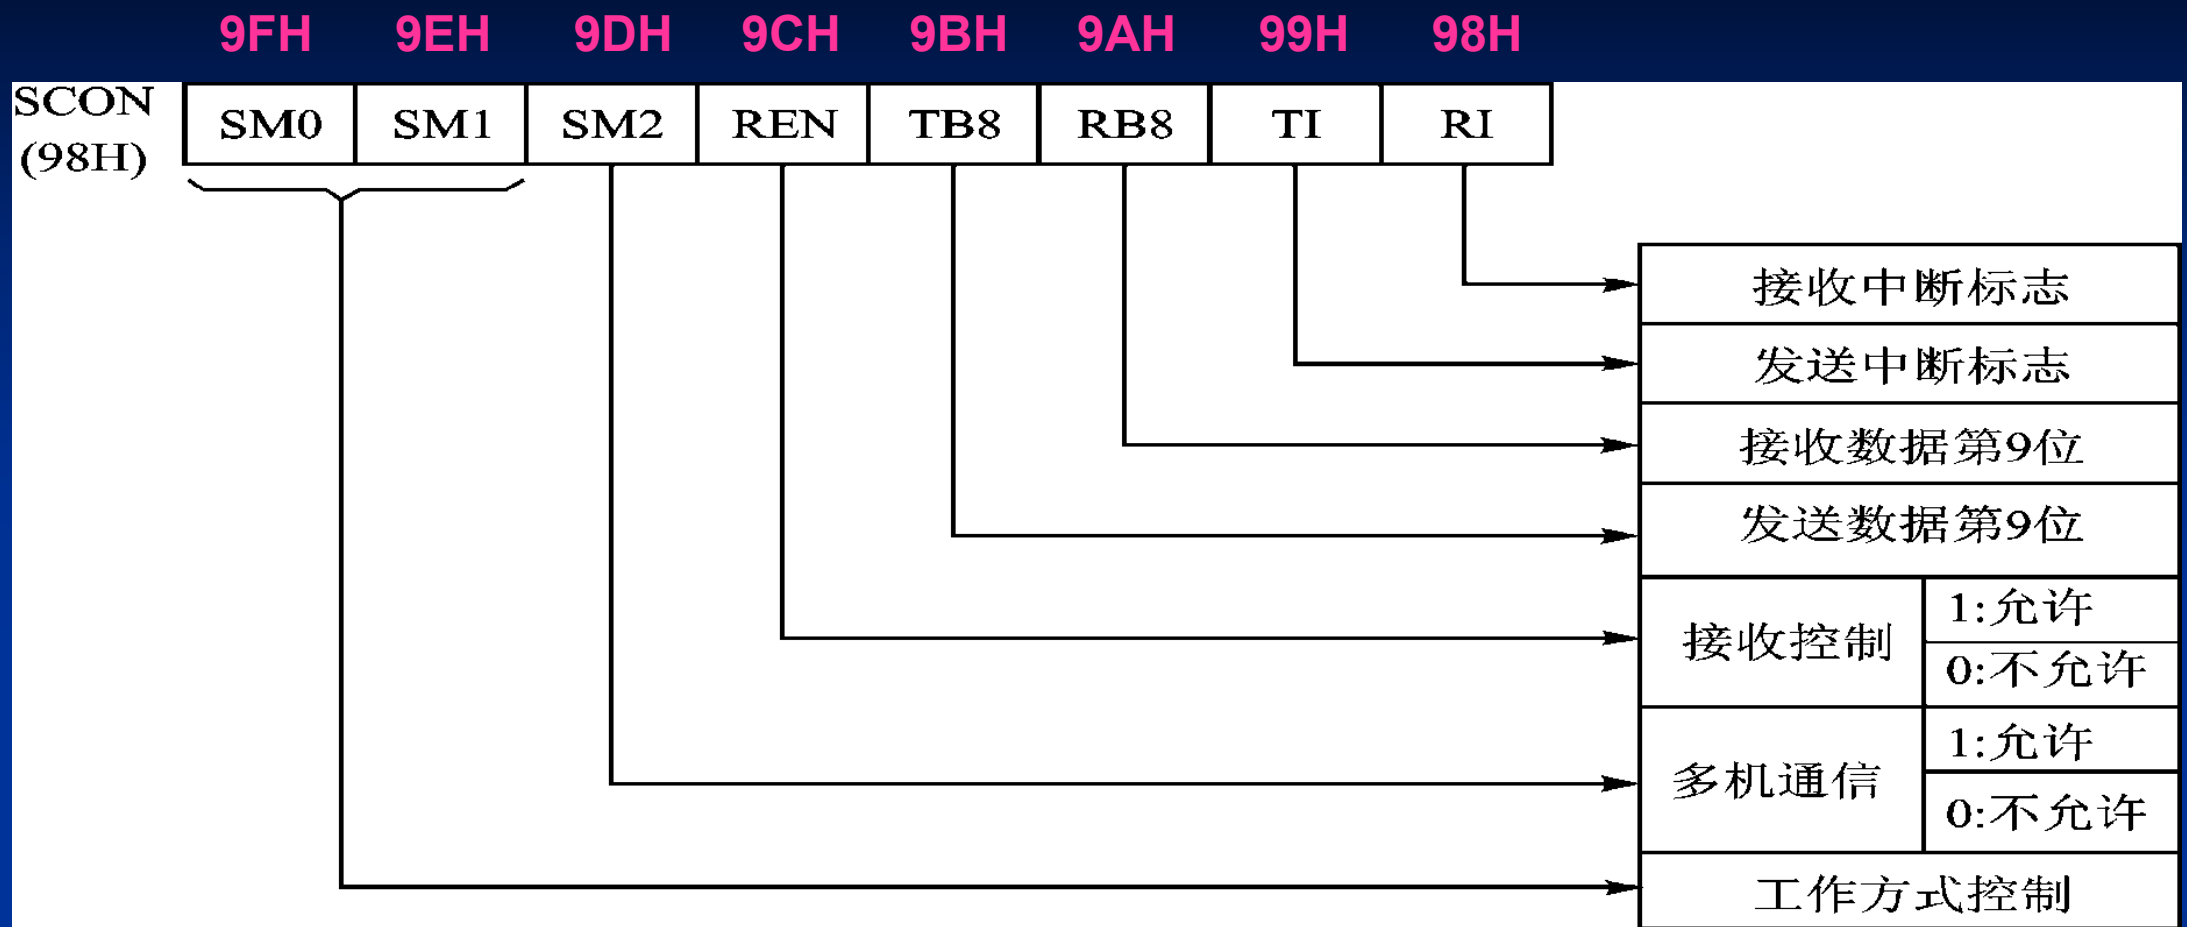 9FH 9EH 9DH 9CH 9BH 9AH 99H 98H
SCON
(98H)
SM0 SM1 SM2 REN TB8 RB8 TI RI
接收中断标志
发送中断标志
接收数据第9位
发送数据第9位
接收控制
1:允许
0:不允许
多机通信
1:允许
0:不允许
工作方式控制